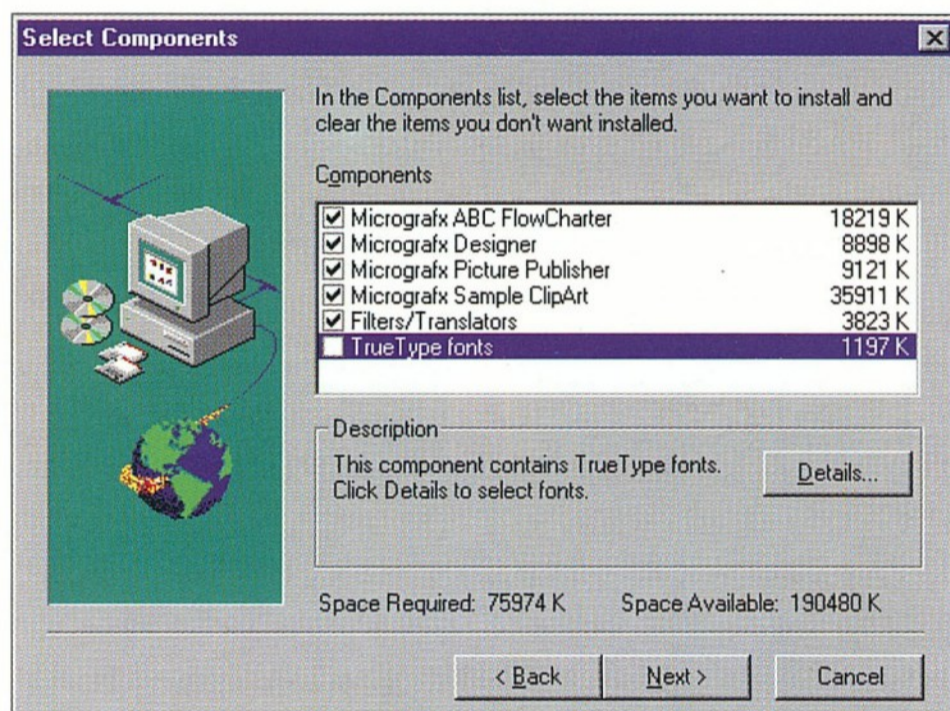 Select Components
In the Components list, select the items you want to install and
clear the items you don't want installed.
Components
Micrografx ABC FlowCharter 18219 K
Micrografx Designer 8898 K
Micrografx Picture Publisher 9121 K
Micrografx Sample ClipArt 35911 K
Filters/Translators 3823 K
TrueType fonts 1197 K
Description
This component contains TrueType fonts.
Click Details to select fonts.
Details...
Space Required: 75974 K Space Available: 190480 K
< Back Next > Cancel